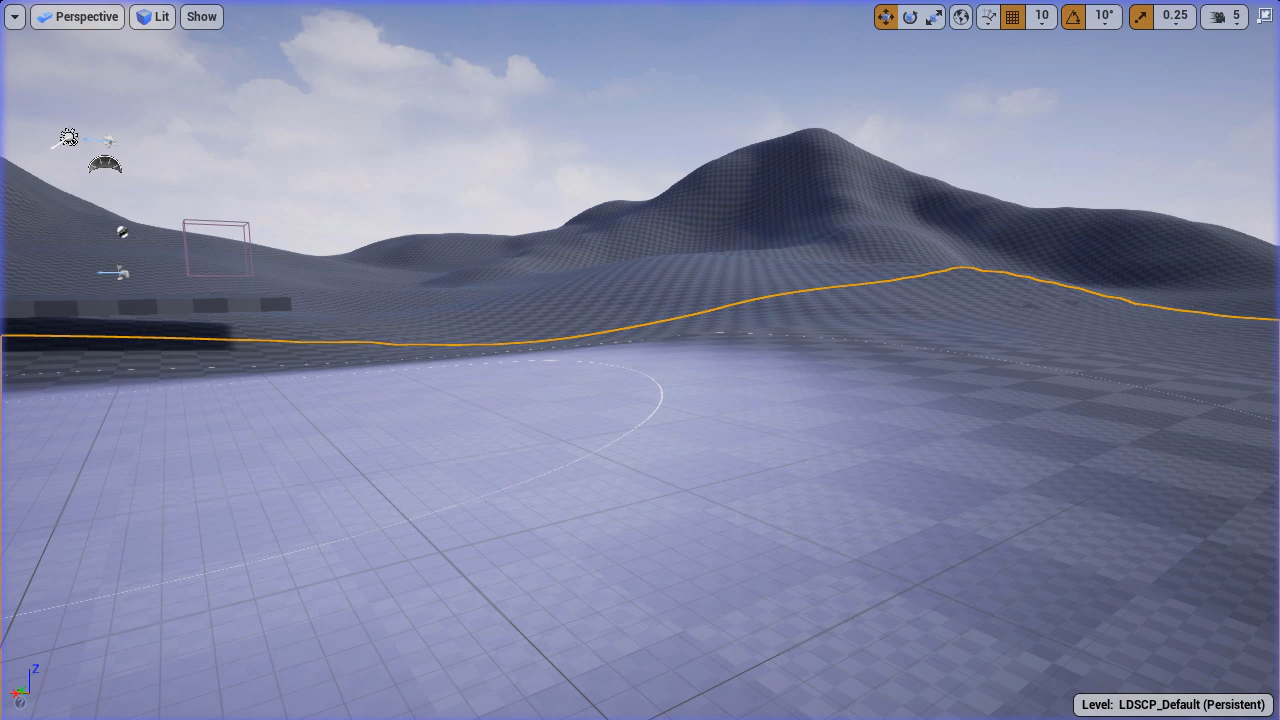 Perspective
Lit
Show
10
10°
0.25
5
Z
?
Level: LDSCP_Default (Persistent)